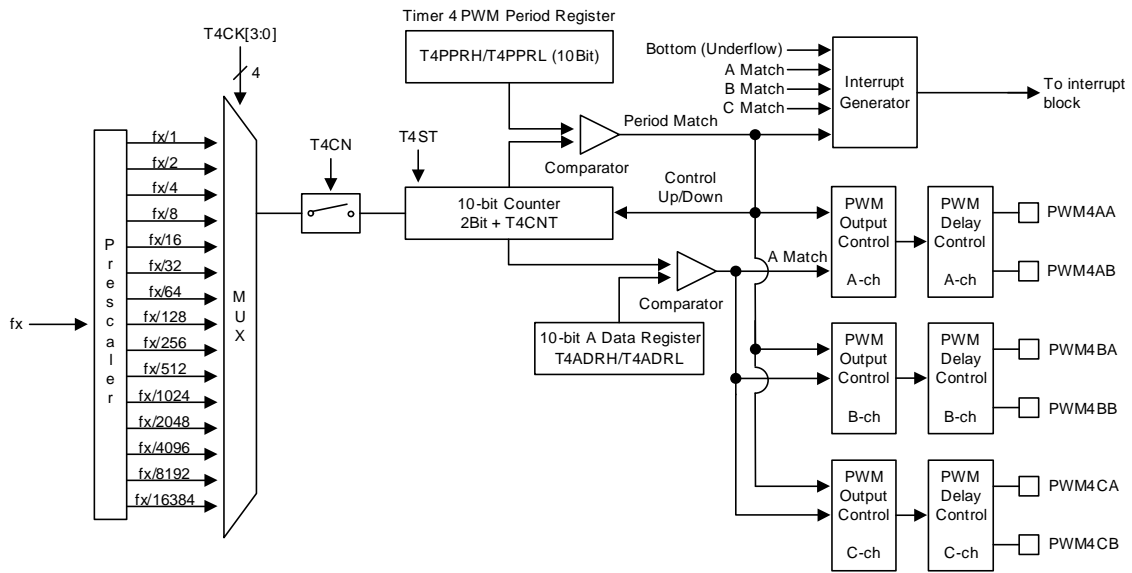 Timer 4 PWM Period Register
T4CK[3:0]
4
T4PPRH/T4PPRL (10Bit)
Bottom (Underflow)
A Match
B Match
C Match
Interrupt
Generator
To interrupt
block
Period Match
Comparator
fx
Prescaler
fx/1
fx/2
fx/4
fx/8
fx/16
fx/32
fx/64
fx/128
fx/256
fx/512
fx/1024
fx/2048
fx/4096
fx/8192
fx/16384
MUX
T4CN
T4ST
10-bit Counter
2Bit + T4CNT
Control
Up/Down
A Match
Comparator
10-bit A Data Register
T4ADRH/T4ADRL
PWM
Output
Control
A-ch
PWM
Delay
Control
A-ch
PWM4AA
PWM4AB
PWM
Output
Control
B-ch
PWM
Delay
Control
B-ch
PWM4BA
PWM4BB
PWM
Output
Control
C-ch
PWM
Delay
Control
C-ch
PWM4CA
PWM4CB